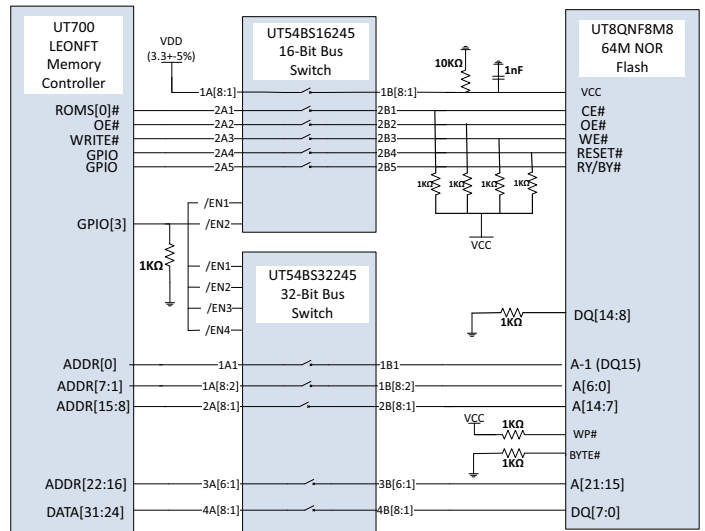 UT700
LEONFT
Memory
Controller
VDD
(3.3+-5%)
UT54BS16245
16-Bit Bus
Switch
10KΩ
1nF
UT8QNF8M8
64M NOR
Flash
1A[8:1] 1B[8:1] VCC
ROMS[0]# 2A1 2B1 CE#
OE# 2A2 2B2 OE#
WRITE# 2A3 2B3 WE#
GPIO 2A4 2B4 RESET#
GPIO 2A5 2B5 RY/BY#
1KΩ 1KΩ 1KΩ 1KΩ
VCC
/EN1
GPIO[3] /EN2
1KΩ
UT54BS32245
32-Bit Bus
Switch
/EN1
/EN2
/EN3
/EN4
1KΩ DQ[14:8]
ADDR[0] 1A1 1B1 A-1 (DQ15)
ADDR[7:1] 1A[8:2] 1B[8:2] A[6:0]
ADDR[15:8] 2A[8:1] 2B[8:1] A[14:7]
VCC 1KΩ WP#
1KΩ BYTE#
ADDR[22:16] 3A[6:1] 3B[6:1] A[21:15]
DATA[31:24] 4A[8:1] 4B[8:1] DQ[7:0]